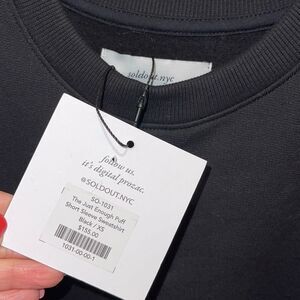 soldout.nyc
follow us.
it's digital prozac.
@SOLDOUT.NYC
SO-1031
The Just Enough Puff
Short Sleeve Sweatshirt
Black / XS
$155.00
1031-00-00-1